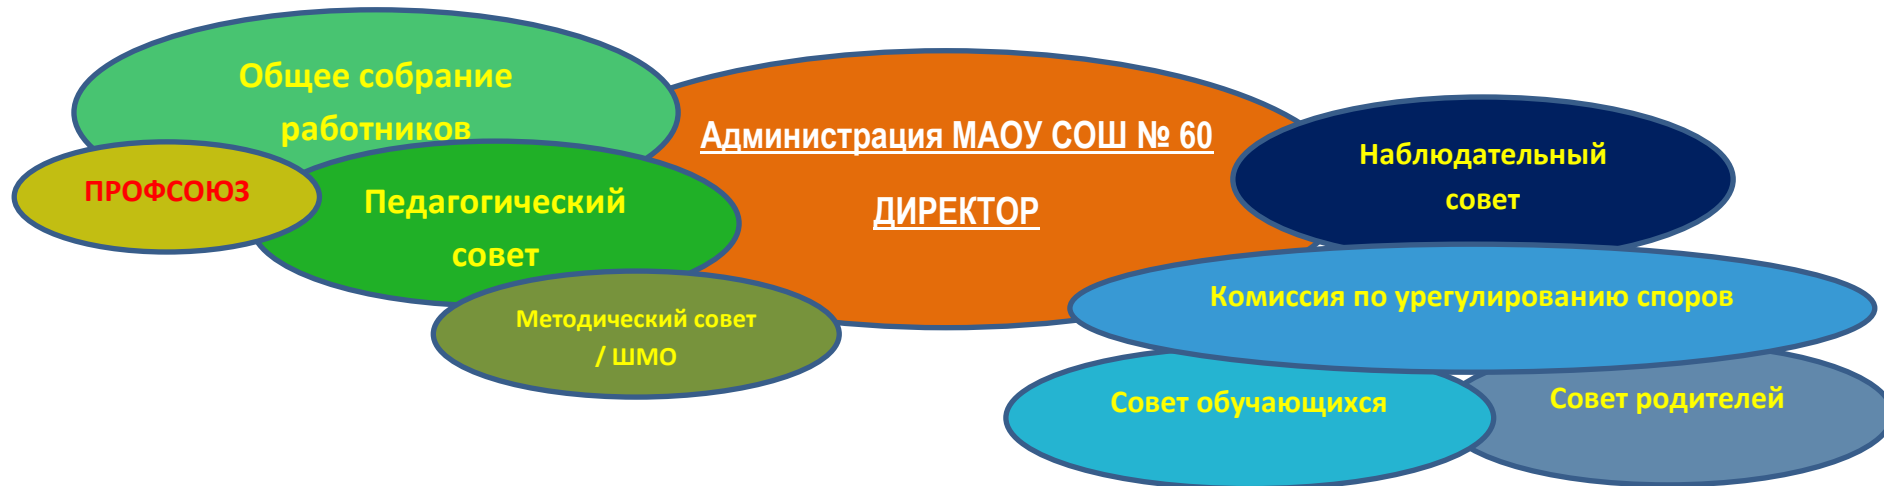 Общее собрание
работников
ПРОФСОЮЗ
Педагогический
совет
Методический совет
/ ШМО
Администрация МАОУ СОШ № 60
ДИРЕКТОР
Наблюдательный
совет
Комиссия по урегулированию споров
Совет обучающихся
Совет родителей